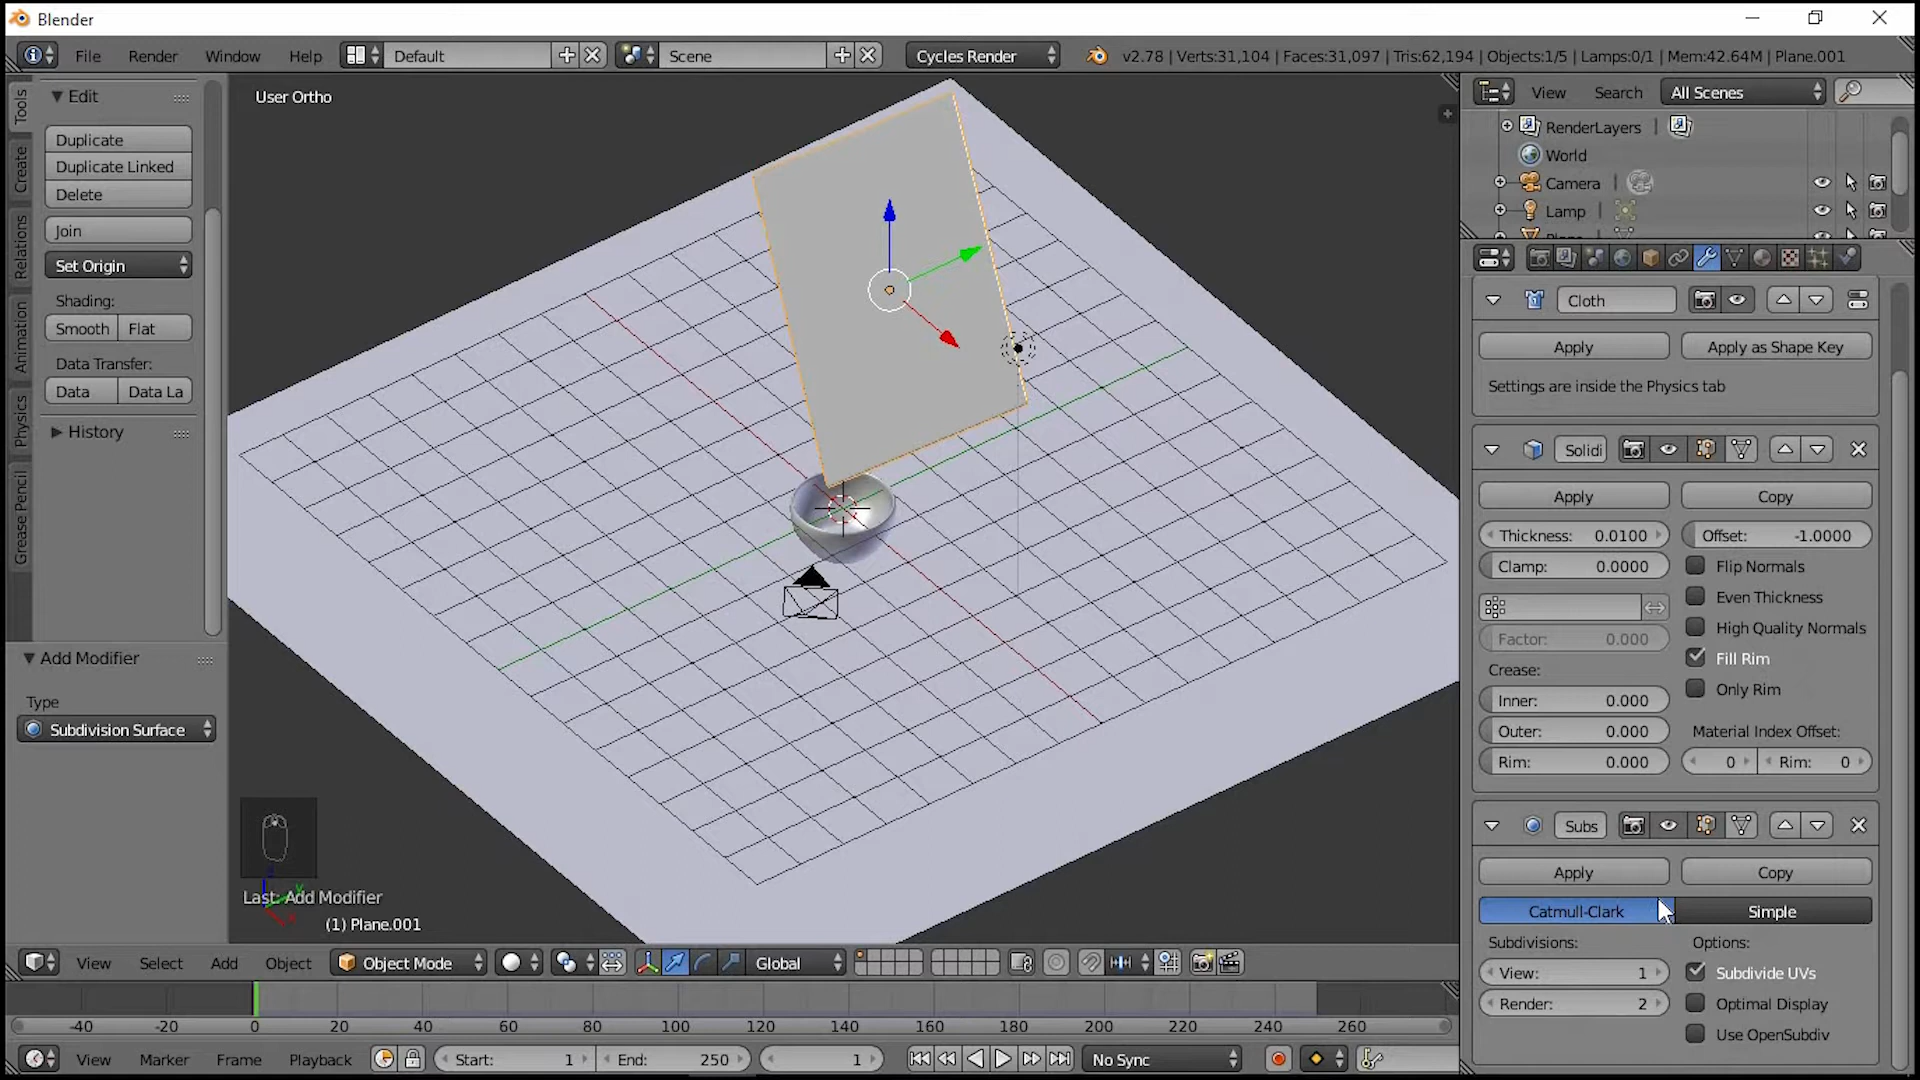 Blender
File Render Window Help Default Scene Cycles Render v2.78 | Verts:31,104 | Faces:31,097 | Tris:62,194 | Objects:1/5 | Lamps:0/1 | Mem:42.64M | Plane.001
Tools
Create
Relations
Animation
Physics
Grease Pencil
Edit
Duplicate
Duplicate Linked
Delete
Join
Set Origin
Shading:
Smooth Flat
Data Transfer:
Data Data La
History
Add Modifier
Type
Subdivision Surface
User Ortho
Last: Add Modifier
(1) Plane.001
View Search All Scenes
RenderLayers |
World
Camera |
Lamp |
Cloth
Apply Apply as Shape Key
Settings are inside the Physics tab
Solidi
Apply Copy
Thickness: 0.0100 Offset: -1.0000
Clamp: 0.0000 Flip Normals
Even Thickness
Factor: 0.000 High Quality Normals
Crease: Fill Rim
Inner: 0.000 Only Rim
Outer: 0.000 Material Index Offset:
Rim: 0.000 0 Rim: 0
Subs
Apply Copy
Catmull-Clark Simple
Subdivisions: Options:
View: 1 Subdivide UVs
Render: 2 Optimal Display
Use OpenSubdiv
View Select Add Object Object Mode Global
-40 -20 0 20 40 60 80 100 120 140 160 180 200 220 240 260
View Marker Frame Playback Start: 1 End: 250 1 No Sync